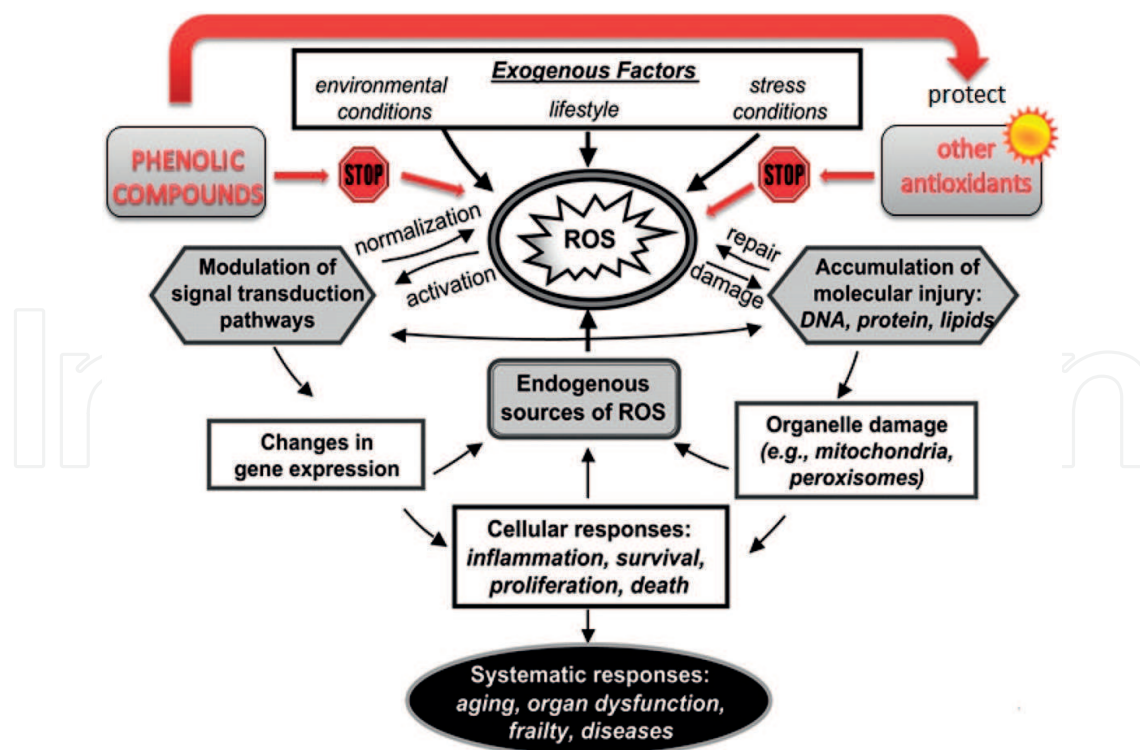 Exogenous Factors
environmental
conditions
lifestyle
stress
conditions
protect
PHENOLIC
COMPOUNDS
STOP
STOP
other
antioxidants
ROS
normalization
activation
repair
damage
Modulation of
signal transduction
pathways
Accumulation of
molecular injury:
DNA, protein, lipids
Endogenous
sources of ROS
Changes in
gene expression
Organelle damage
(e.g., mitochondria,
peroxisomes)
Cellular responses:
inflammation, survival,
proliferation, death
Systematic responses:
aging, organ dysfunction,
frailty, diseases